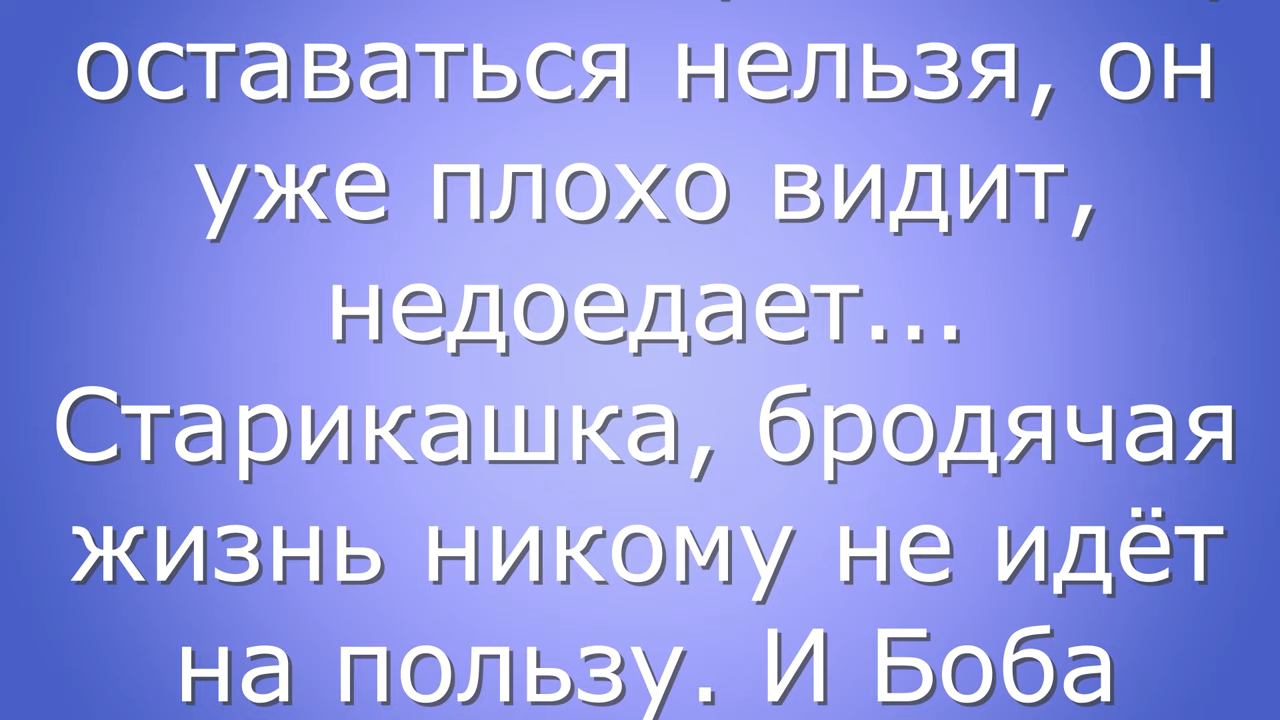 оставаться нельзя, он
уже плохо видит,
недоедает...
Старикашка, бродячая
жизнь никому не идёт
на пользу. И Боба